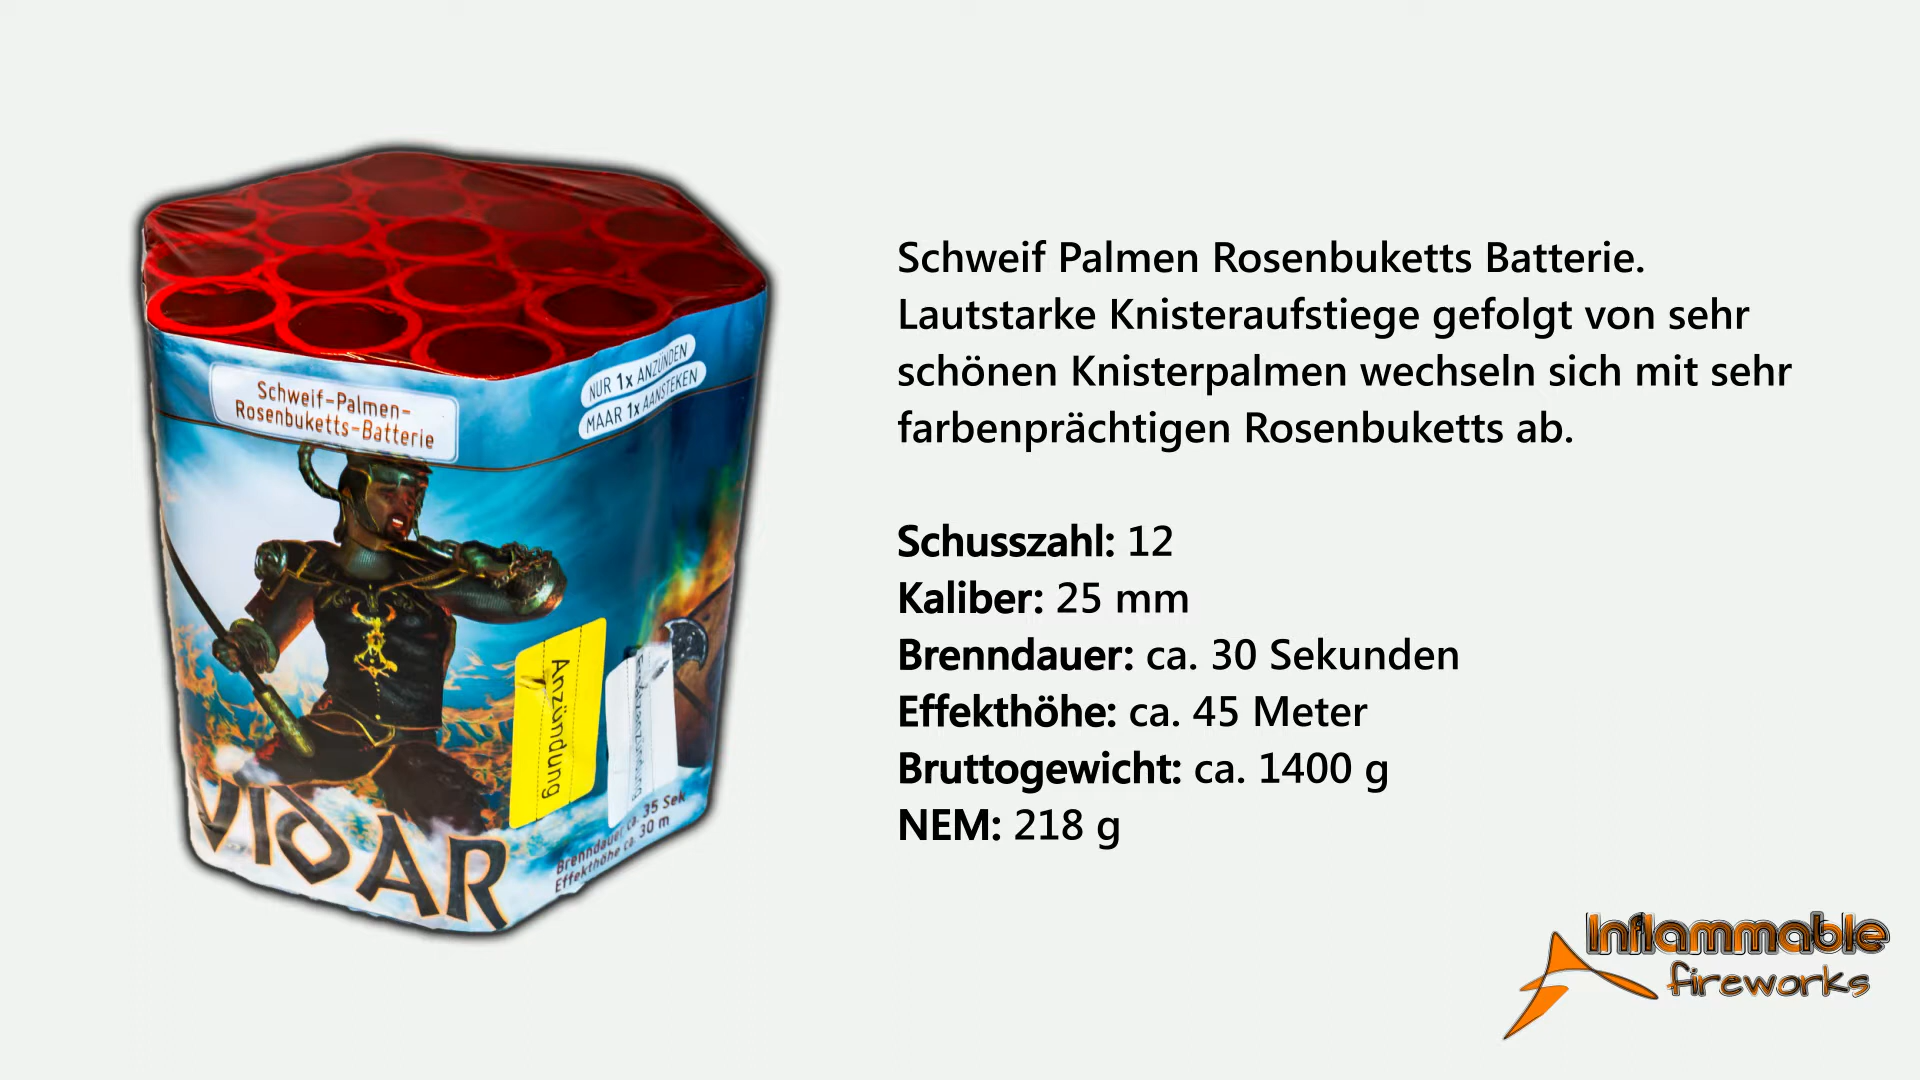 Schweif-Palmen-
Rosenbuketts-Batterie
NUR 1x ANZÜNDEN
MAAR 1x AANSTEKEN
Anzündung
VIDAR
Brenndauer ca. 35 Sek
Effekthöhe ca. 30 m
Schweif Palmen Rosenbuketts Batterie.
Lautstarke Knisteraufstiege gefolgt von sehr
schönen Knisterpalmen wechseln sich mit sehr
farbenprächtigen Rosenbuketts ab.
Schusszahl: 12
Kaliber: 25 mm
Brenndauer: ca. 30 Sekunden
Effekthöhe: ca. 45 Meter
Bruttogewicht: ca. 1400 g
NEM: 218 g
Inflammable
fireworks